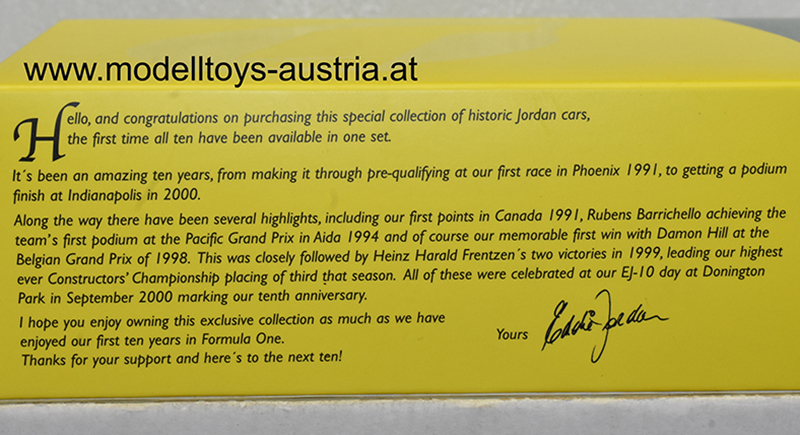 www.modelltoys-austria.at
Hello, and congratulations on purchasing this special collection of historic Jordan cars,
the first time all ten have been available in one set.
It´s been an amazing ten years, from making it through pre-qualifying at our first race in Phoenix 1991, to getting a podium
finish at Indianapolis in 2000.
Along the way there have been several highlights, including our first points in Canada 1991, Rubens Barrichello achieving the
team's first podium at the Pacific Grand Prix in Aida 1994 and of course our memorable first win with Damon Hill at the
Belgian Grand Prix of 1998. This was closely followed by Heinz Harald Frentzen´s two victories in 1999, leading our highest
ever Constructors' Championship placing of third that season. All of these were celebrated at our EJ-10 day at Donington
Park in September 2000 marking our tenth anniversary.
I hope you enjoy owning this exclusive collection as much as we have
enjoyed our first ten years in Formula One.
Thanks for your support and here´s to the next ten!
Yours Eddie Jordan